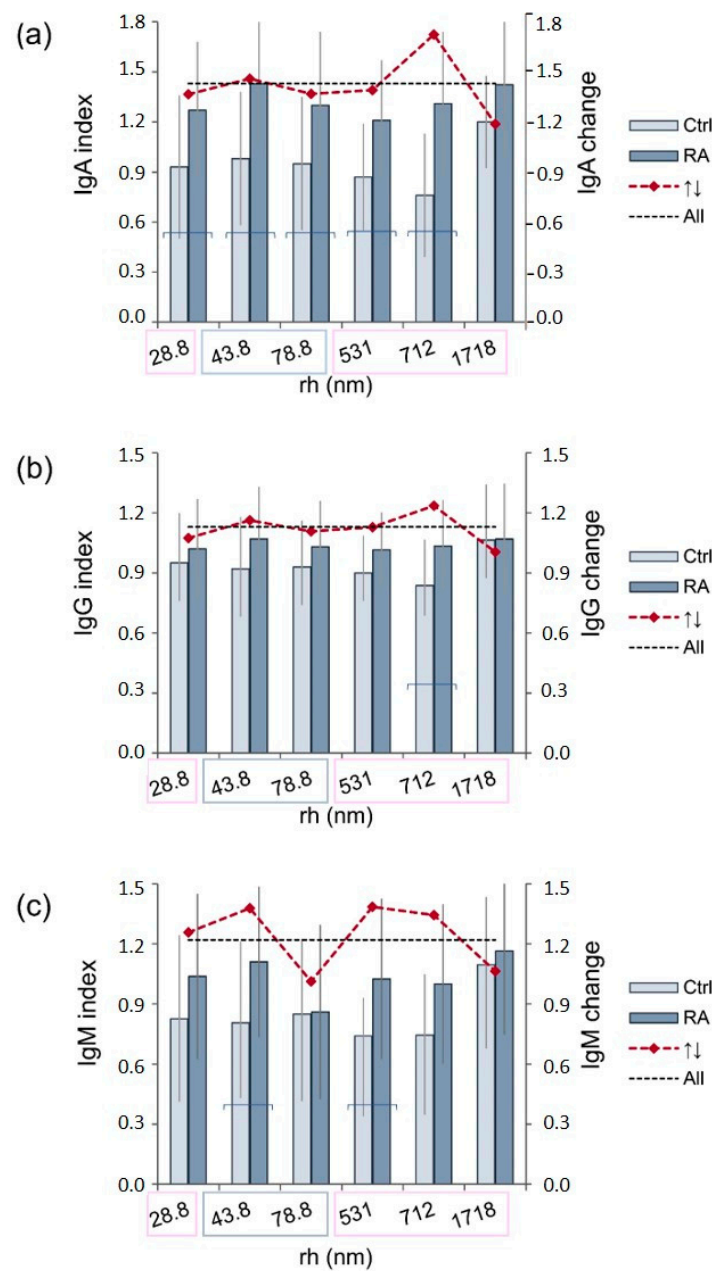 (a)
IgA index
1.8
1.5
1.2
0.9
0.6
0.3
0.0
1.8
1.5
1.2
0.9
0.6
0.3
0.0
IgA change
Ctrl
RA
↑↓
All
28.8 43.8 78.8 531 712 1718
rh (nm)
(b)
IgG index
1.5
1.2
0.9
0.6
0.3
0.0
1.5
1.2
0.9
0.6
0.3
0.0
IgG change
Ctrl
RA
↑↓
All
28.8 43.8 78.8 531 712 1718
rh (nm)
(c)
IgM index
1.5
1.2
0.9
0.6
0.3
0.0
1.5
1.2
0.9
0.6
0.3
0.0
IgM change
Ctrl
RA
↑↓
All
28.8 43.8 78.8 531 712 1718
rh (nm)